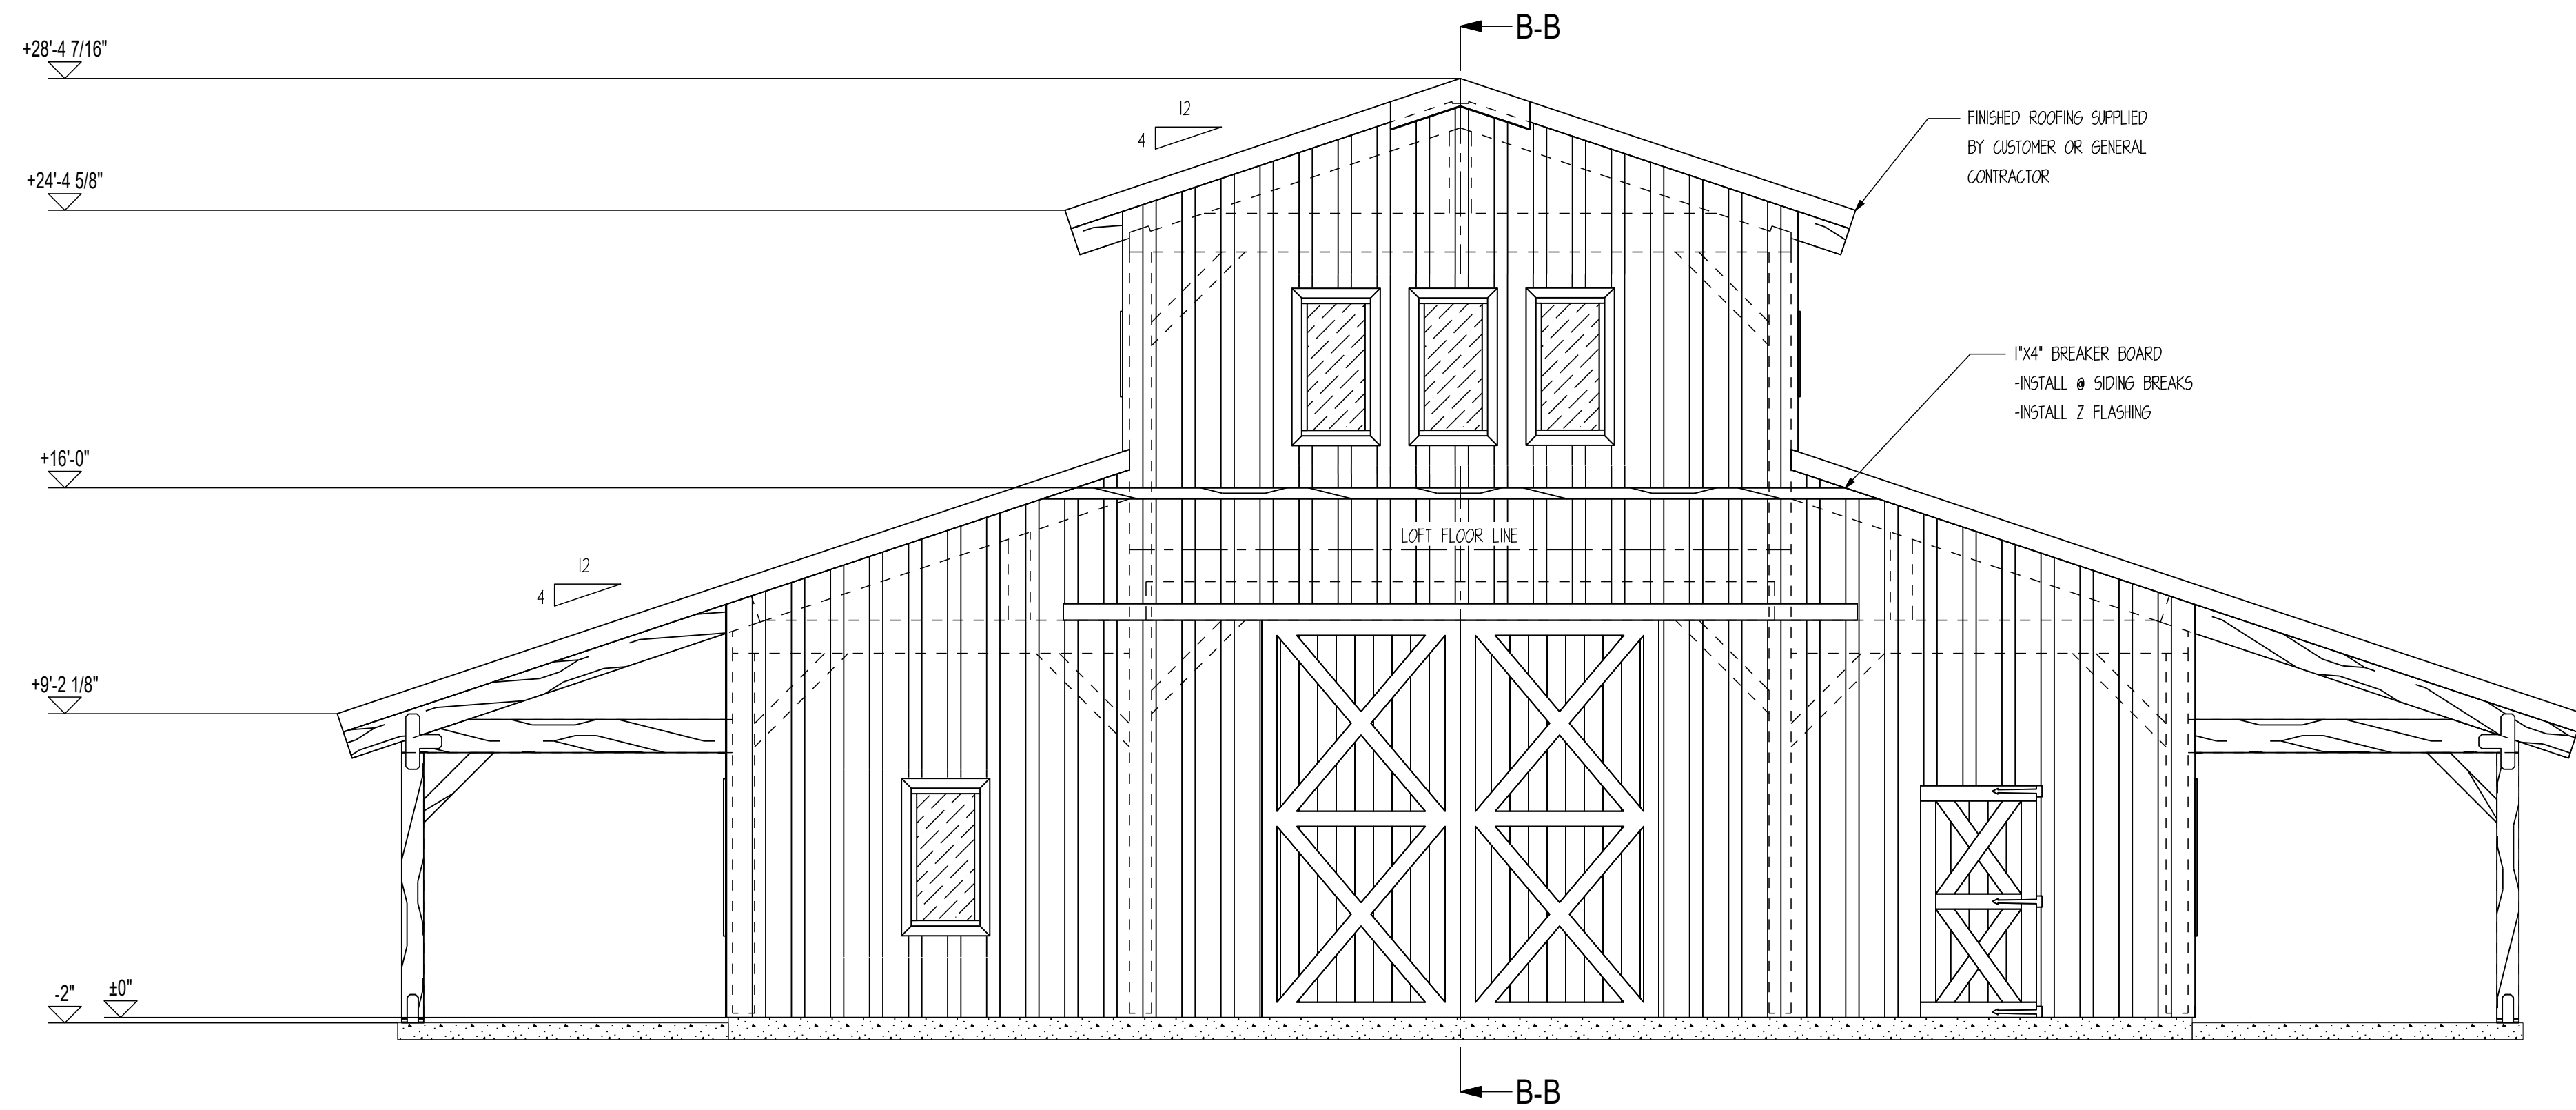 B-B
+28'-4 7/16"
12
4
FINISHED ROOFING SUPPLIED
BY CUSTOMER OR GENERAL
CONTRACTOR
+24'-4 5/8"
1"X4" BREAKER BOARD
-INSTALL @ SIDING BREAKS
-INSTALL Z FLASHING
+16'-0"
LOFT FLOOR LINE
12
4
+9'-2 1/8"
-2"
±0"
B-B